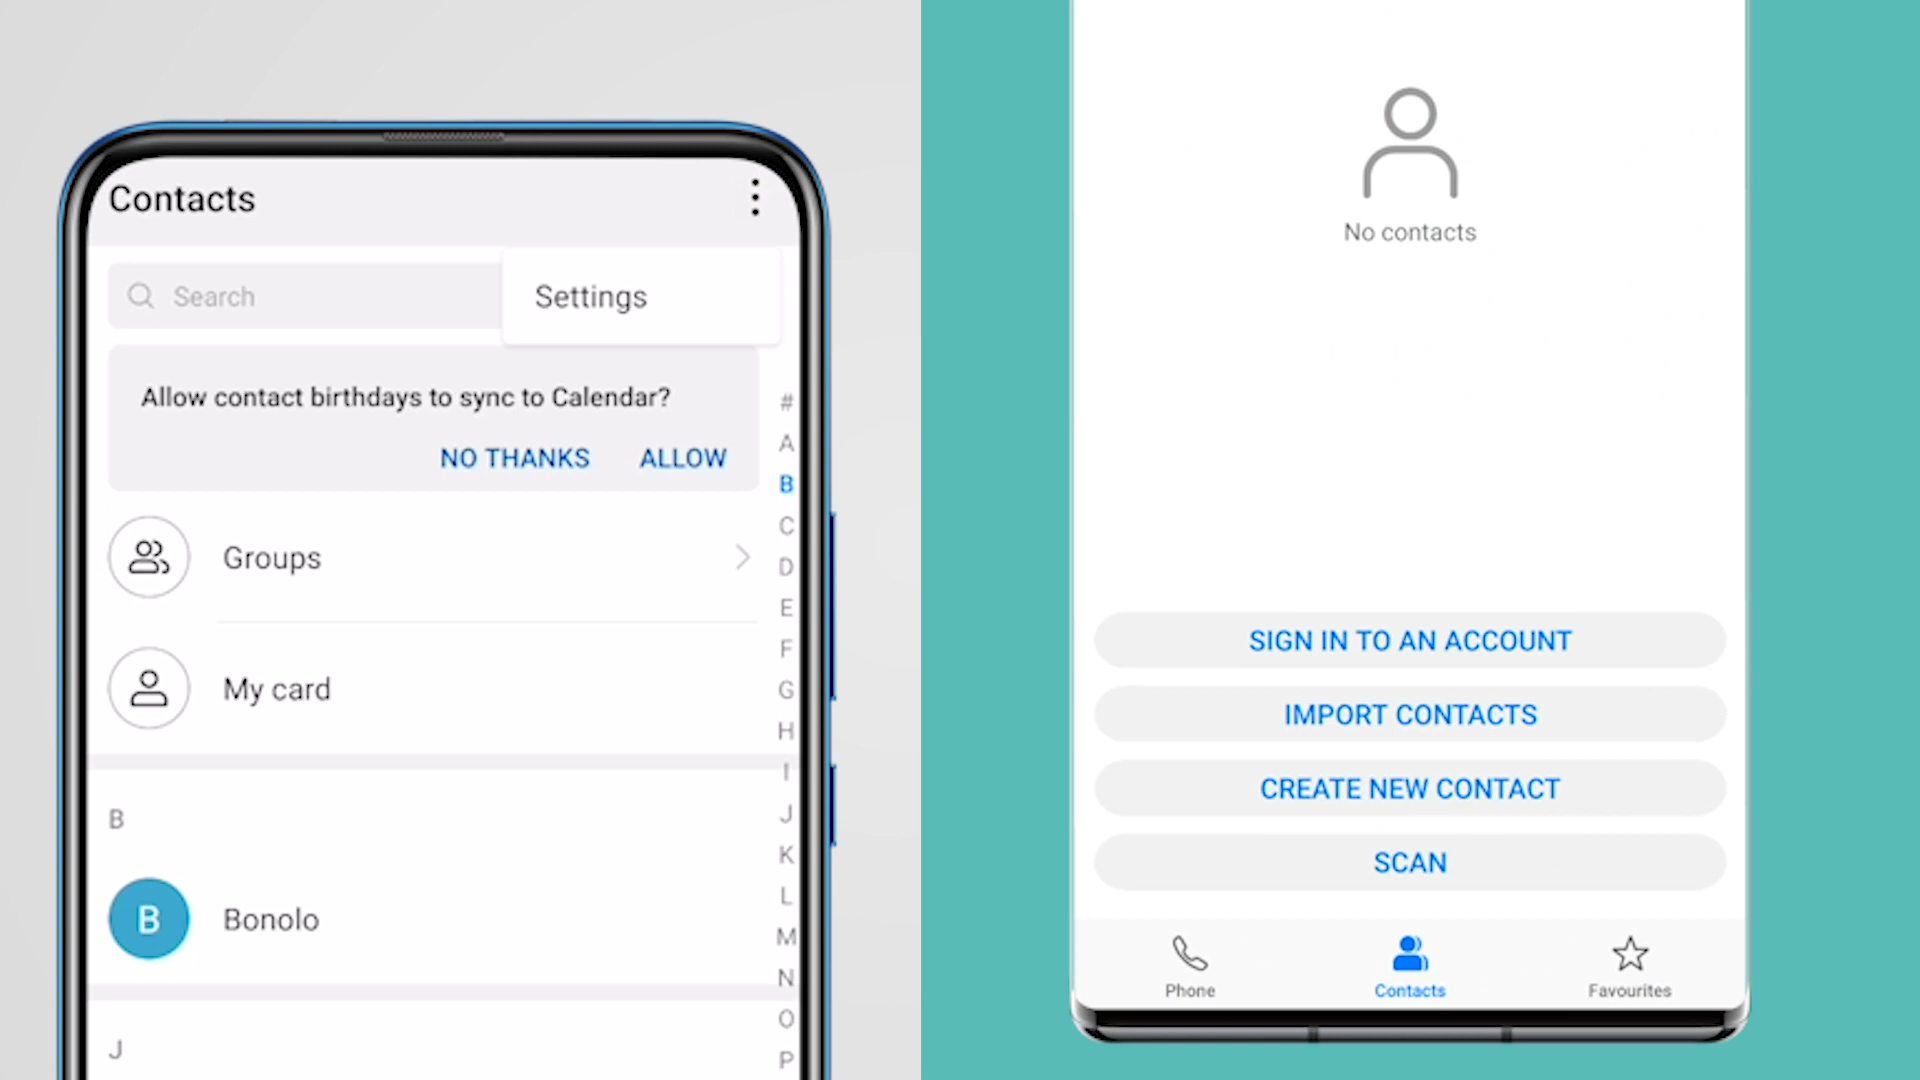 Contacts
Search
Settings
Allow contact birthdays to sync to Calendar?
NO THANKS ALLOW
Groups
My card
B
B Bonolo
J
#
A
B
C
D
E
F
G
H
I
J
K
L
M
N
O
P
No contacts
SIGN IN TO AN ACCOUNT
IMPORT CONTACTS
CREATE NEW CONTACT
SCAN
Phone Contacts Favourites